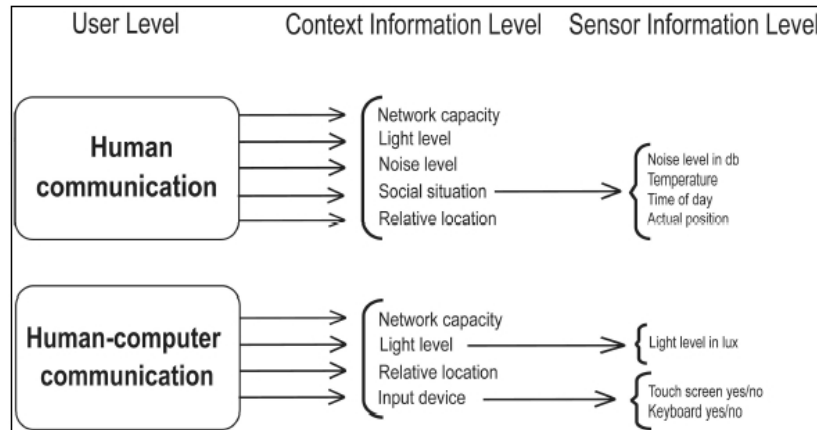 User Level Context Information Level Sensor Information Level
Human
communication
Network capacity
Light level
Noise level
Social situation
Relative location
Noise level in db
Temperature
Time of day
Actual position
Human-computer
communication
Network capacity
Light level
Relative location
Input device
Light level in lux
Touch screen yes/no
Keyboard yes/no